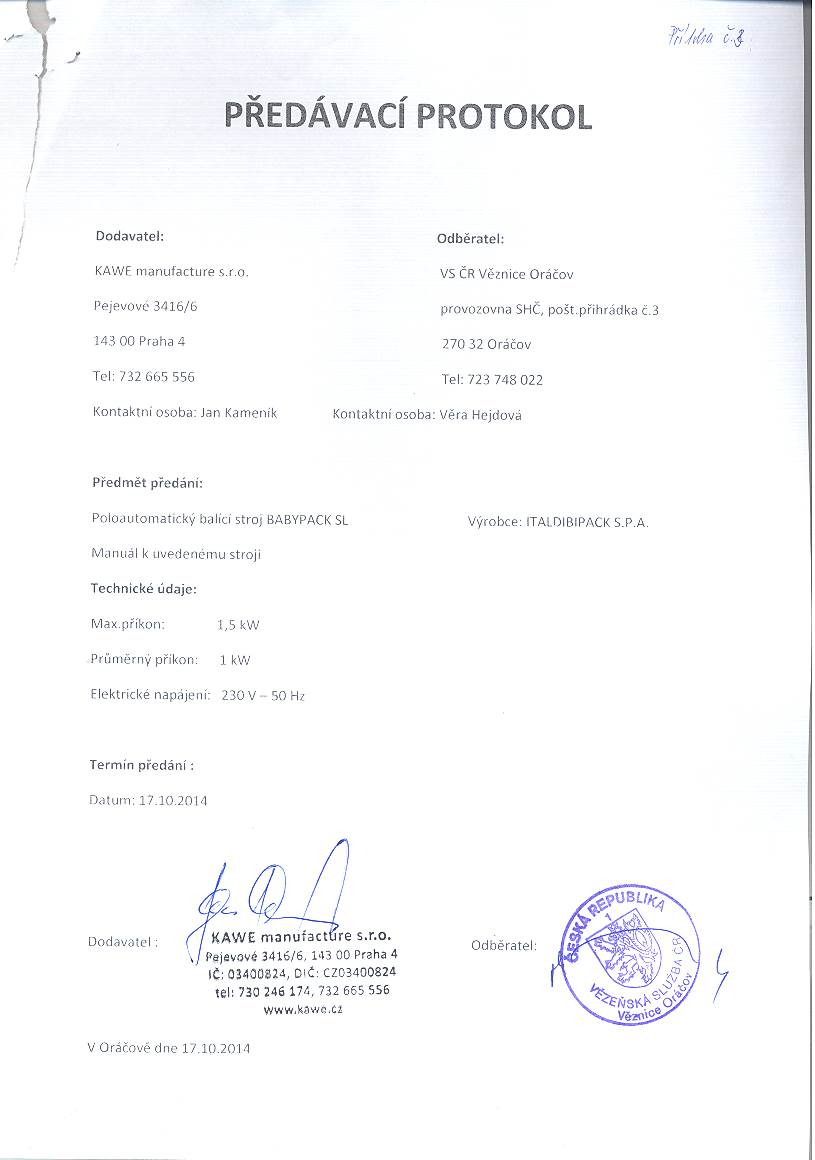 Příloha č.3
PŘEDÁVACÍ PROTOKOL
Dodavatel:
KAWE manufacture s.r.o.
Pejevové 3416/6
143 00 Praha 4
Tel: 732 665 556
Kontaktní osoba: Jan Kameník
Odběratel:
VS ČR Věznice Oráčov
provozovna SHČ, pošt.přihrádka č.3
270 32 Oráčov
Tel: 723 748 022
Kontaktní osoba: Věra Hejdová
Předmět předání:
Poloautomatický balící stroj BABYPACK SL
Výrobce: ITALDIBIPACK S.P.A.
Manuál k uvedenému stroji
Technické údaje:
Max.příkon: 1,5 kW
Průměrný příkon: 1 kW
Elektrické napájení: 230 V – 50 Hz
Termín předání :
Datum: 17.10.2014
Dodavatel :
KAWE manufacture s.r.o.
Pejevové 3416/6, 143 00 Praha 4
IČ: 03400824, DIČ: CZ03400824
tel: 730 246 174, 732 665 556
www.kawe.cz
Odběratel:
ČESKÁ REPUBLIKA
1
VĚZEŇSKÁ SLUŽBA ČR
Věznice Oráčov
V Oráčově dne 17.10.2014